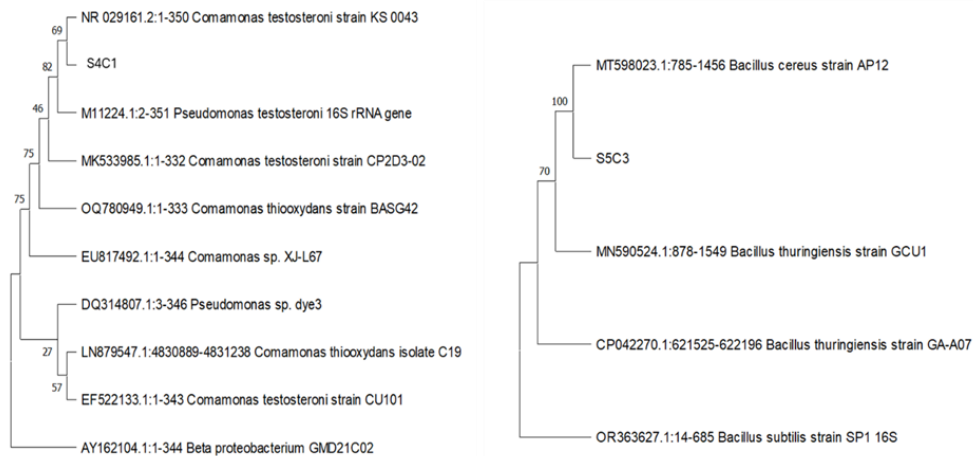 NR 029161.2:1-350 Comamonas testosteroni strain KS 0043
69
S4C1
82
M11224.1:2-351 Pseudomonas testosteroni 16S rRNA gene
46
MK533985.1:1-332 Comamonas testosteroni strain CP2D3-02
75
OQ780949.1:1-333 Comamonas thiooxydans strain BASG42
75
EU817492.1:1-344 Comamonas sp. XJ-L67
DQ314807.1:3-346 Pseudomonas sp. dye3
27
LN879547.1:4830889-4831238 Comamonas thiooxydans isolate C19
57
EF522133.1:1-343 Comamonas testosteroni strain CU101
AY162104.1:1-344 Beta proteobacterium GMD21C02
MT598023.1:785-1456 Bacillus cereus strain AP12
100
S5C3
70
MN590524.1:878-1549 Bacillus thuringiensis strain GCU1
CP042270.1:621525-622196 Bacillus thuringiensis strain GA-A07
OR363627.1:14-685 Bacillus subtilis strain SP1 16S